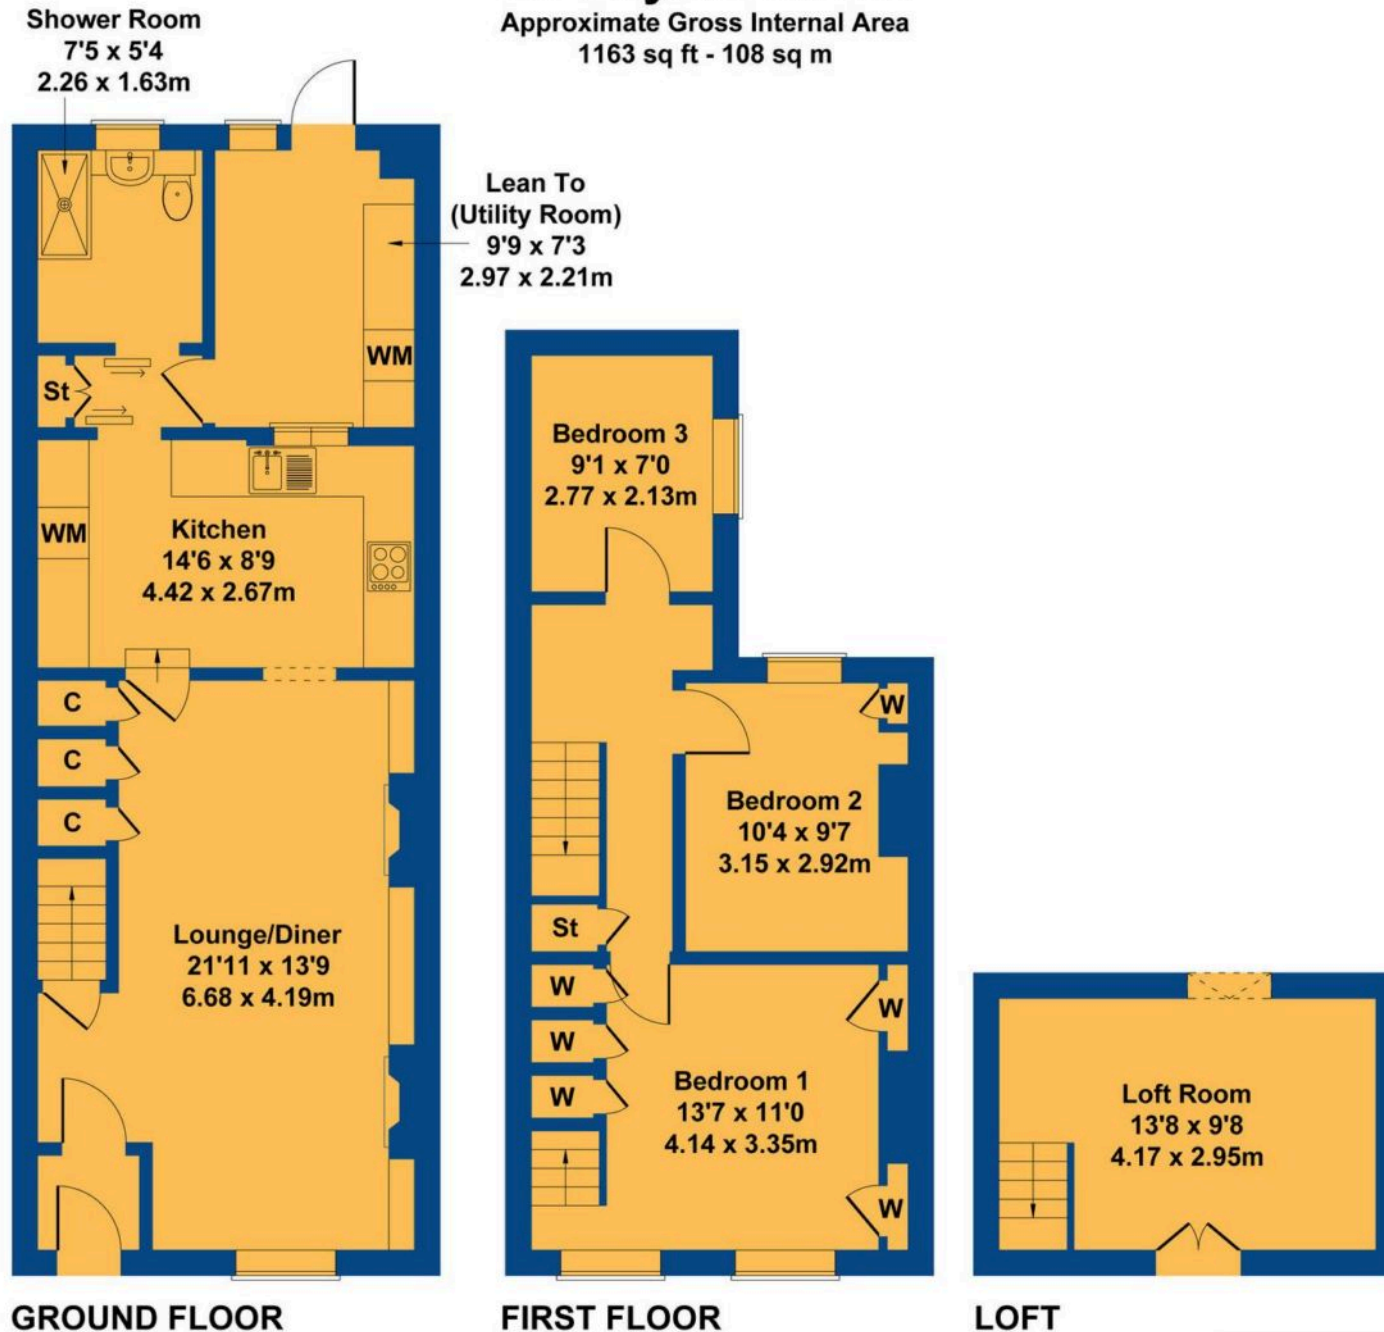 Approximate Gross Internal Area
1163 sq ft - 108 sq m
Shower Room
7'5 x 5'4
2.26 x 1.63m
Lean To
(Utility Room)
9'9 x 7'3
2.97 x 2.21m
WM
St
WM
Kitchen
14'6 x 8'9
4.42 x 2.67m
C
C
C
Lounge/Diner
21'11 x 13'9
6.68 x 4.19m
GROUND FLOOR
Bedroom 3
9'1 x 7'0
2.77 x 2.13m
W
Bedroom 2
10'4 x 9'7
3.15 x 2.92m
St
W
W
W
W
Bedroom 1
13'7 x 11'0
4.14 x 3.35m
W
FIRST FLOOR
Loft Room
13'8 x 9'8
4.17 x 2.95m
LOFT